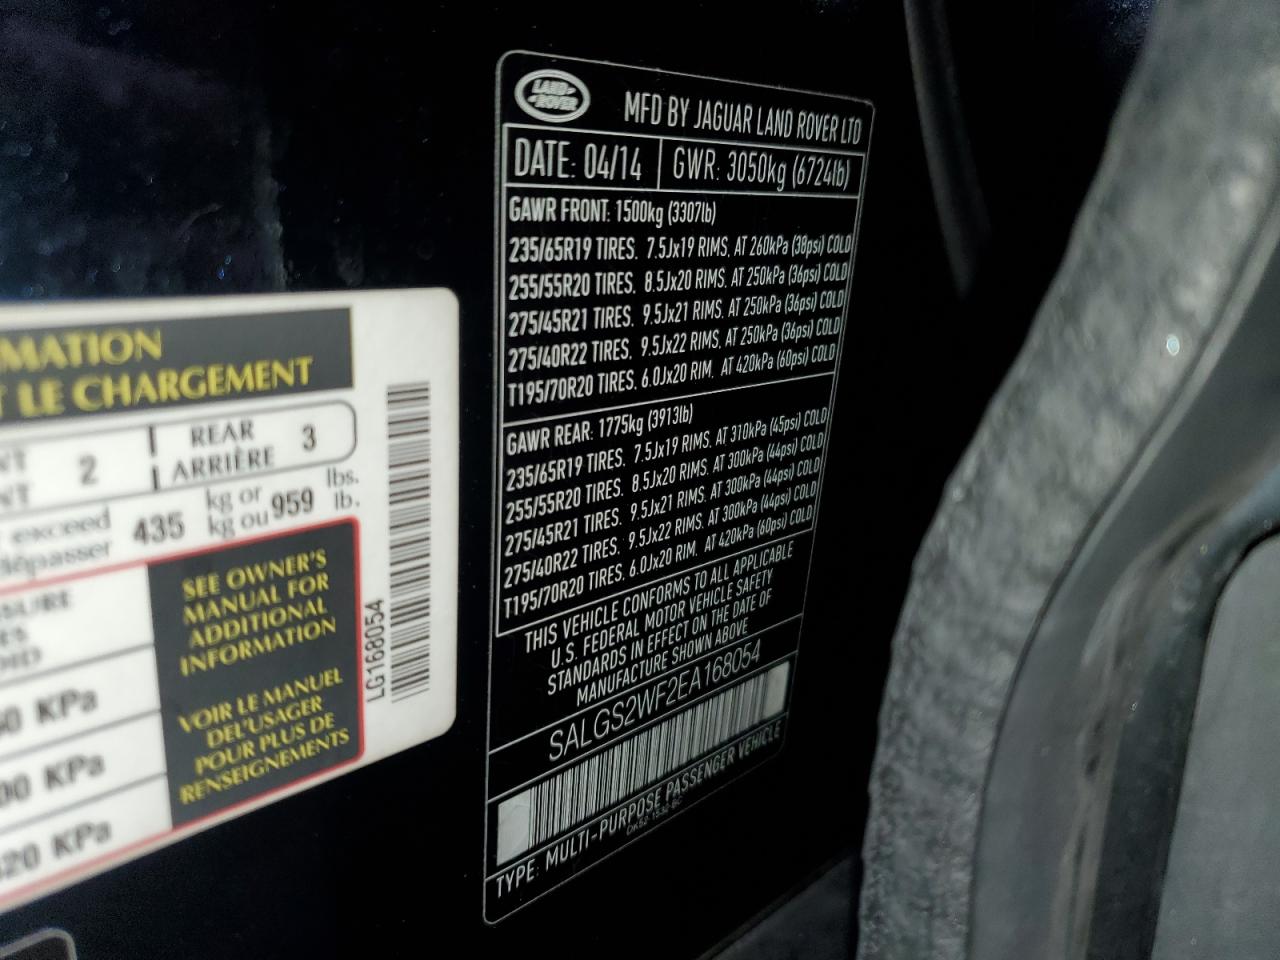 MATION
LE CHARGEMENT
NT 2 REAR 3
NT ARRIÈRE
exceed 435 kg or 959 lbs.
dépasser kg ou lb.
SEE OWNER'S
MANUAL FOR
ADDITIONAL
INFORMATION
VOIR LE MANUEL
DEL'USAGER
POUR PLUS DE
RENSEIGNEMENTS
KPa
00 KPa
420 KPa
LG168054
LAND
ROVER
MFD BY JAGUAR LAND ROVER LTD
DATE: 04/14 GWR: 3050kg (6724lb)
GAWR FRONT: 1500kg (3307lb)
235/65R19 TIRES. 7.5Jx19 RIMS. AT 260kPa (38psi) COLD
255/55R20 TIRES. 8.5Jx20 RIMS. AT 250kPa (36psi) COLD
275/45R21 TIRES. 9.5Jx21 RIMS. AT 250kPa (36psi) COLD
275/40R22 TIRES. 9.5Jx22 RIMS. AT 250kPa (36psi) COLD
T195/70R20 TIRES. 6.0Jx20 RIM. AT 420kPa (60psi) COLD
GAWR REAR: 1775kg (3913lb)
235/65R19 TIRES. 7.5Jx19 RIMS. AT 310kPa (45psi) COLD
255/55R20 TIRES. 8.5Jx20 RIMS. AT 300kPa (44psi) COLD
275/45R21 TIRES. 9.5Jx21 RIMS. AT 300kPa (44psi) COLD
275/40R22 TIRES. 9.5Jx22 RIMS. AT 300kPa (44psi) COLD
T195/70R20 TIRES. 6.0Jx20 RIM. AT 420kPa (60psi) COLD
THIS VEHICLE CONFORMS TO ALL APPLICABLE
U.S. FEDERAL MOTOR VEHICLE SAFETY
STANDARDS IN EFFECT ON THE DATE OF
MANUFACTURE SHOWN ABOVE
SALGS2WF2EA168054
TYPE: MULTI-PURPOSE PASSENGER VEHICLE